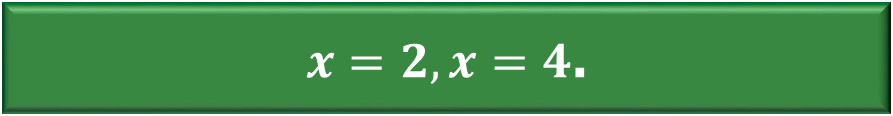 x = 2, x = 4.